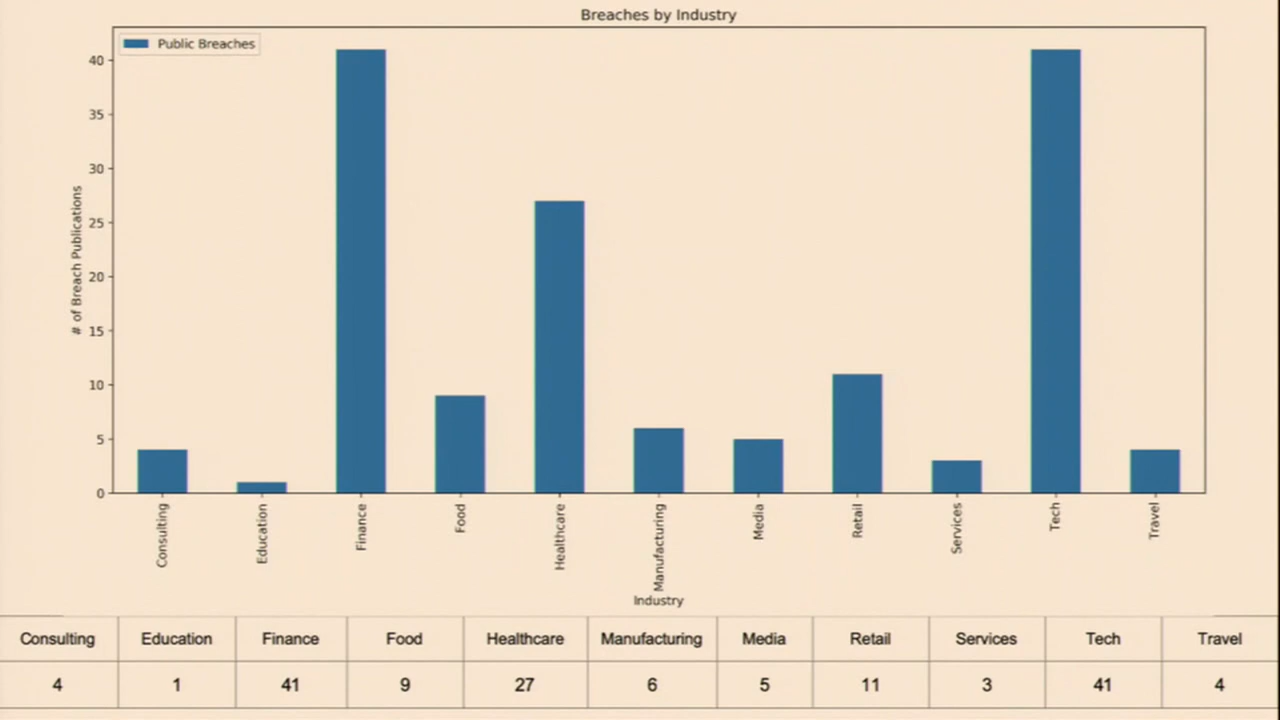 Breaches by Industry
Public Breaches
40
35
30
25
20
15
10
5
0
# of Breach Publications
Consulting Education Finance Food Healthcare Manufacturing Media Retail Services Tech Travel
Industry
Consulting Education Finance Food Healthcare Manufacturing Media Retail Services Tech Travel
4 1 41 9 27 6 5 11 3 41 4